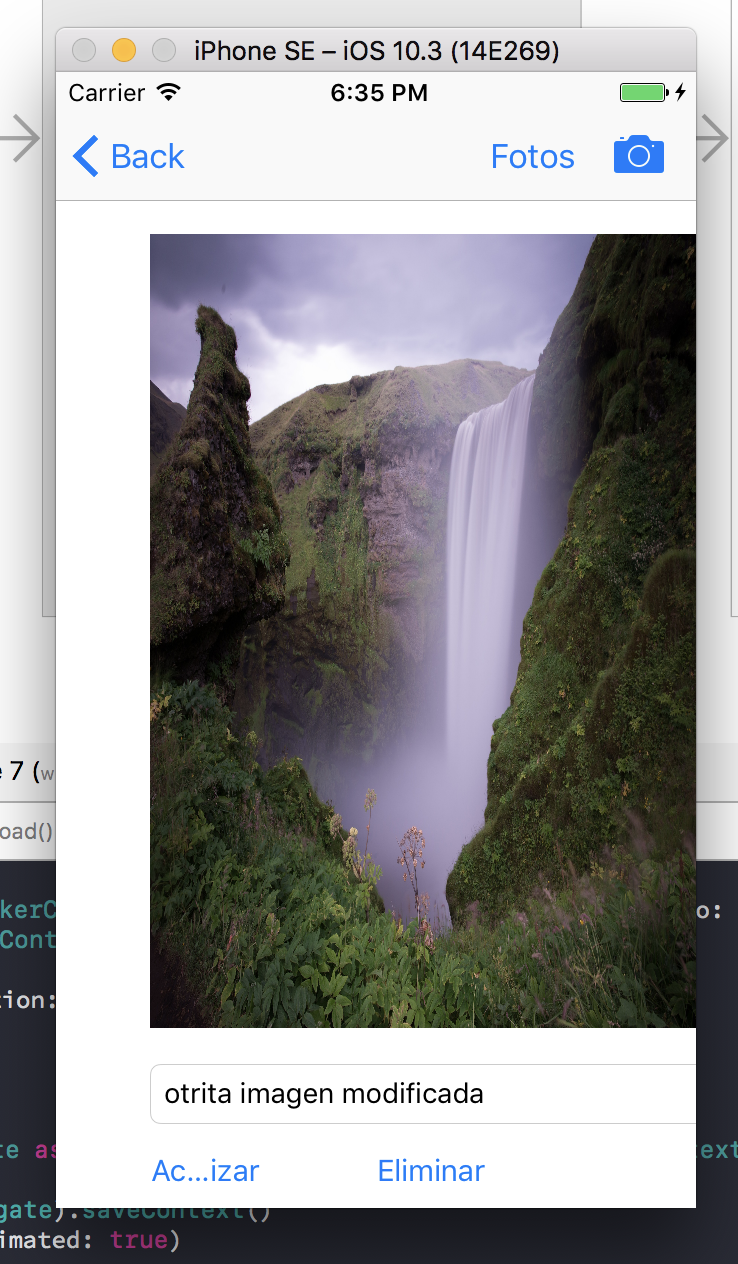 iPhone SE – iOS 10.3 (14E269)
Carrier 6:35 PM
Back Fotos
e 7 (w
oad()
kerC o:
Cont
tion:
otrita imagen modificada
te as text
Ac...izar Eliminar
gate).saveContext()
imated: true)